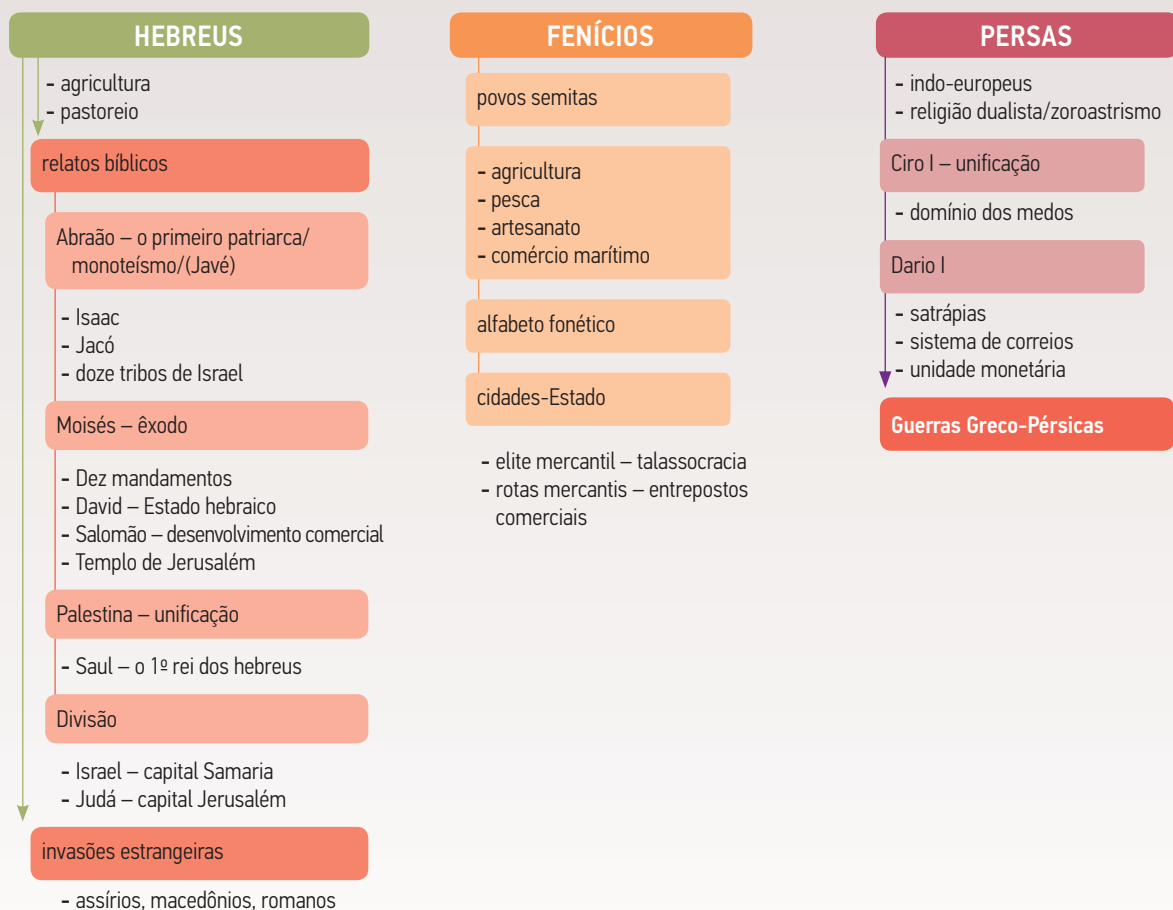 HEBREUS
- agricultura
- pastoreio
relatos bíblicos
Abraão – o primeiro patriarca/
monoteísmo/(Javé)
- Isaac
- Jacó
- doze tribos de Israel
Moisés – êxodo
- Dez mandamentos
- David – Estado hebraico
- Salomão – desenvolvimento comercial
- Templo de Jerusalém
Palestina – unificação
- Saul – o 1º rei dos hebreus
Divisão
- Israel – capital Samaria
- Judá – capital Jerusalém
invasões estrangeiras
- assírios, macedônios, romanos
FENÍCIOS
povos semitas
- agricultura
- pesca
- artesanato
- comércio marítimo
alfabeto fonético
cidades-Estado
- elite mercantil – talassocracia
- rotas mercantis – entrepostos
comerciais
PERSAS
- indo-europeus
- religião dualista/zoroastrismo
Ciro I – unificação
- domínio dos medos
Dario I
- satrápias
- sistema de correios
- unidade monetária
Guerras Greco-Pérsicas